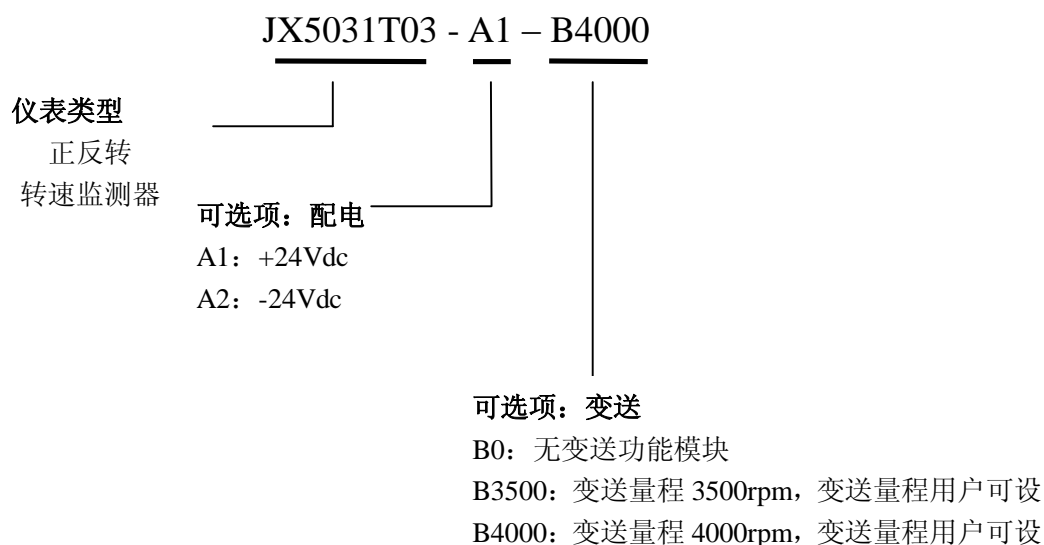 JX5031T03 - A1 – B4000
仪表类型
正反转
转速监测器
可选项：配电
A1：+24Vdc
A2：-24Vdc
可选项：变送
B0：无变送功能模块
B3500：变送量程 3500rpm，变送量程用户可设
B4000：变送量程 4000rpm，变送量程用户可设